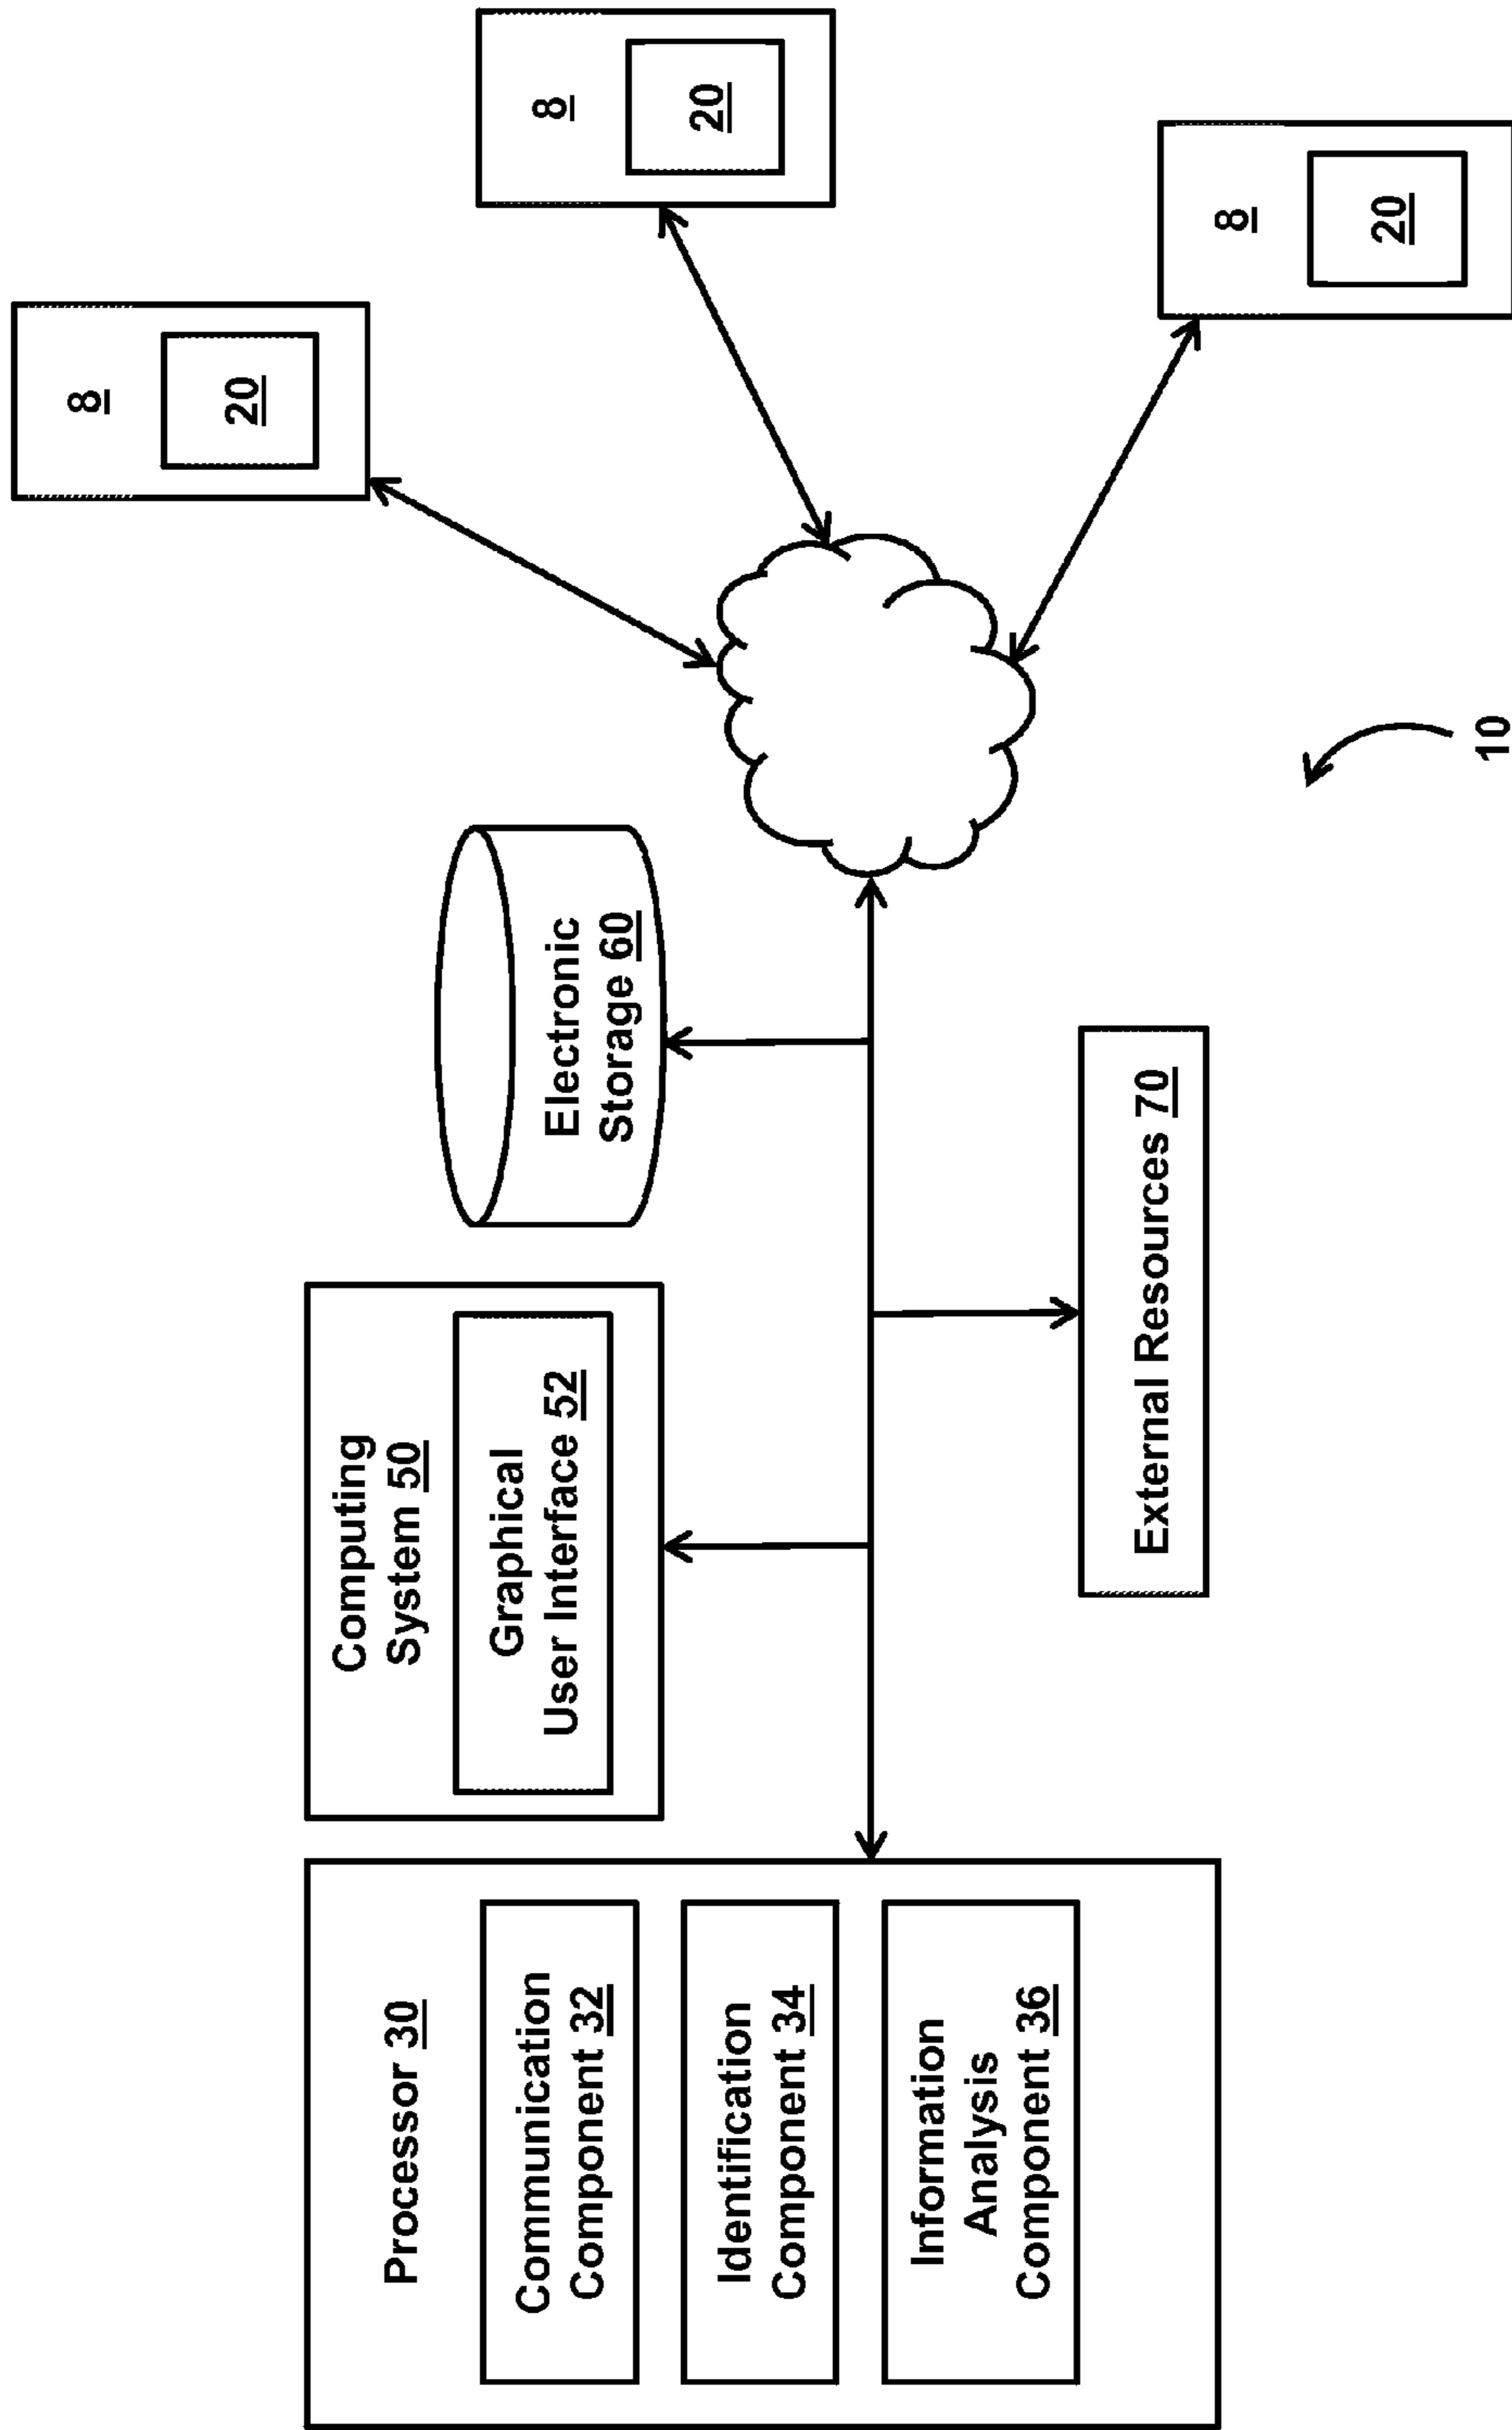 Processor 30
Communication
Component 32
Identification
Component 34
Information
Analysis
Component 36
Computing
System 50
Graphical
User Interface 52
Electronic
Storage 60
External Resources 70
8
20
8
20
8
20
10